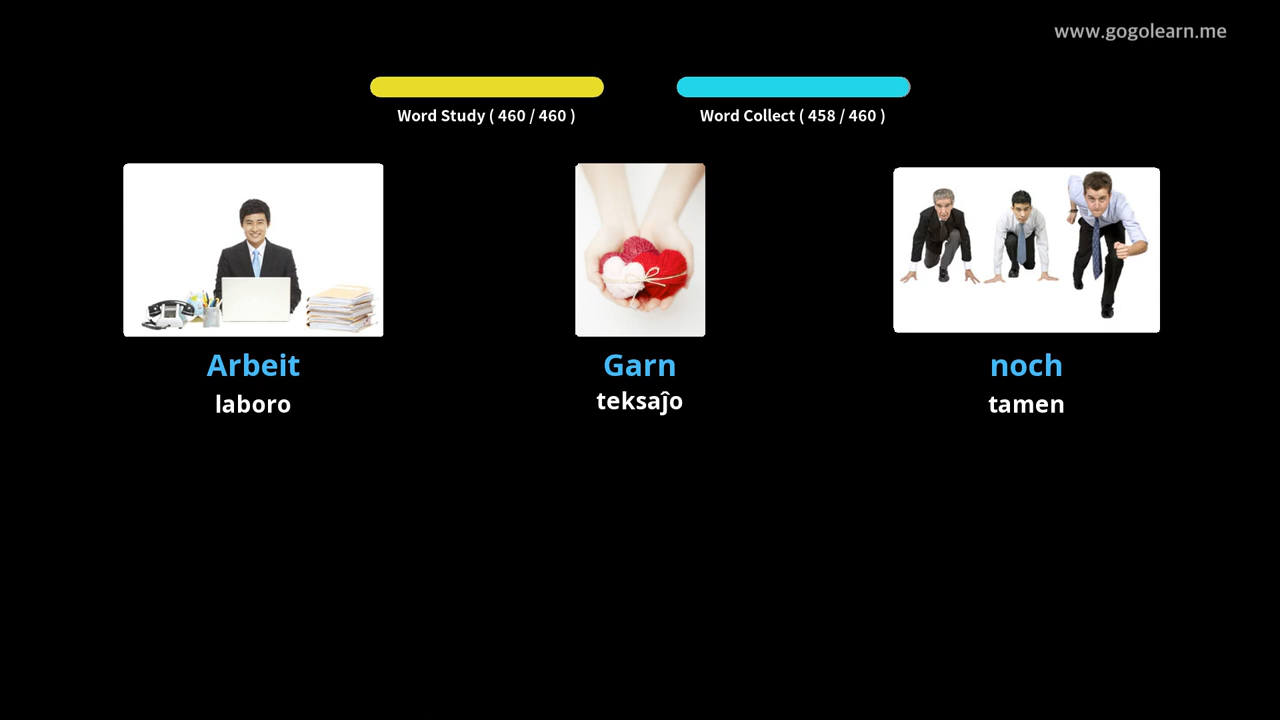 www.gogolearn.me
Word Study ( 460 / 460 )
Word Collect ( 458 / 460 )
Arbeit
laboro
Garn
teksaĵo
noch
tamen